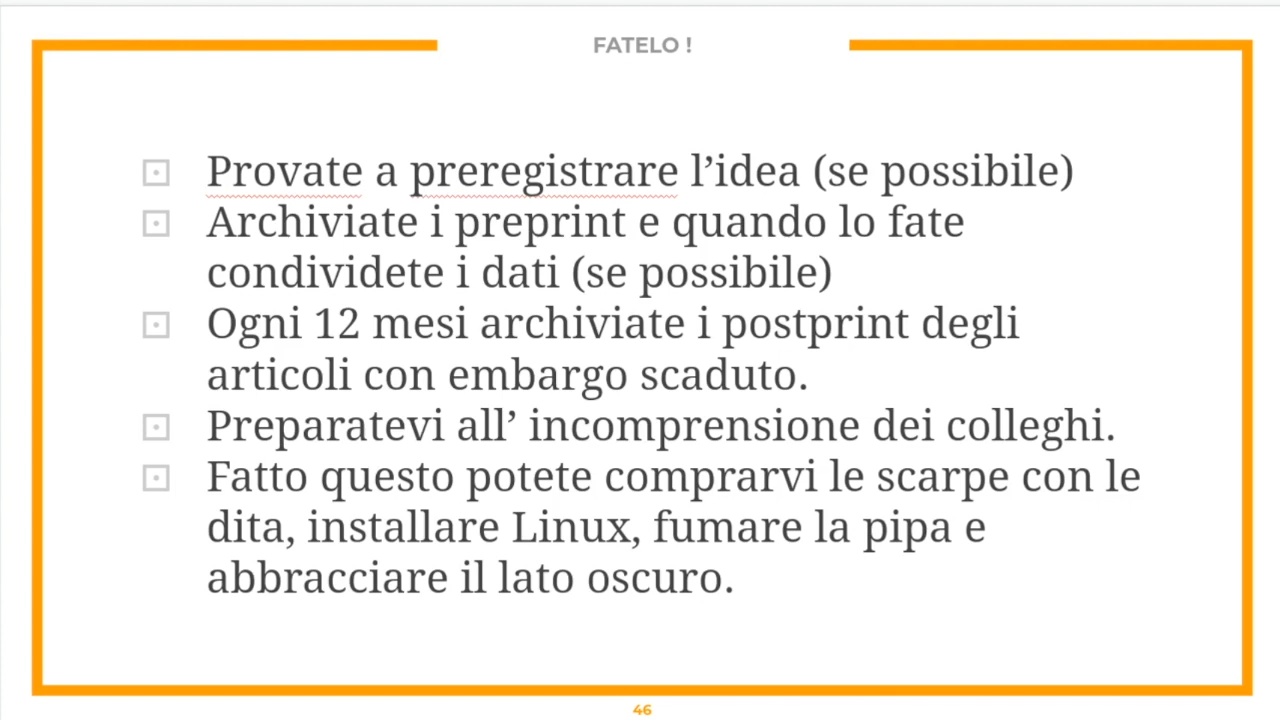 FATELO !
Provate a preregistrare l’idea (se possibile)
Archiviate i preprint e quando lo fate
condividete i dati (se possibile)
Ogni 12 mesi archiviate i postprint degli
articoli con embargo scaduto.
Preparatevi all’ incomprensione dei colleghi.
Fatto questo potete comprarvi le scarpe con le
dita, installare Linux, fumare la pipa e
abbracciare il lato oscuro.
46